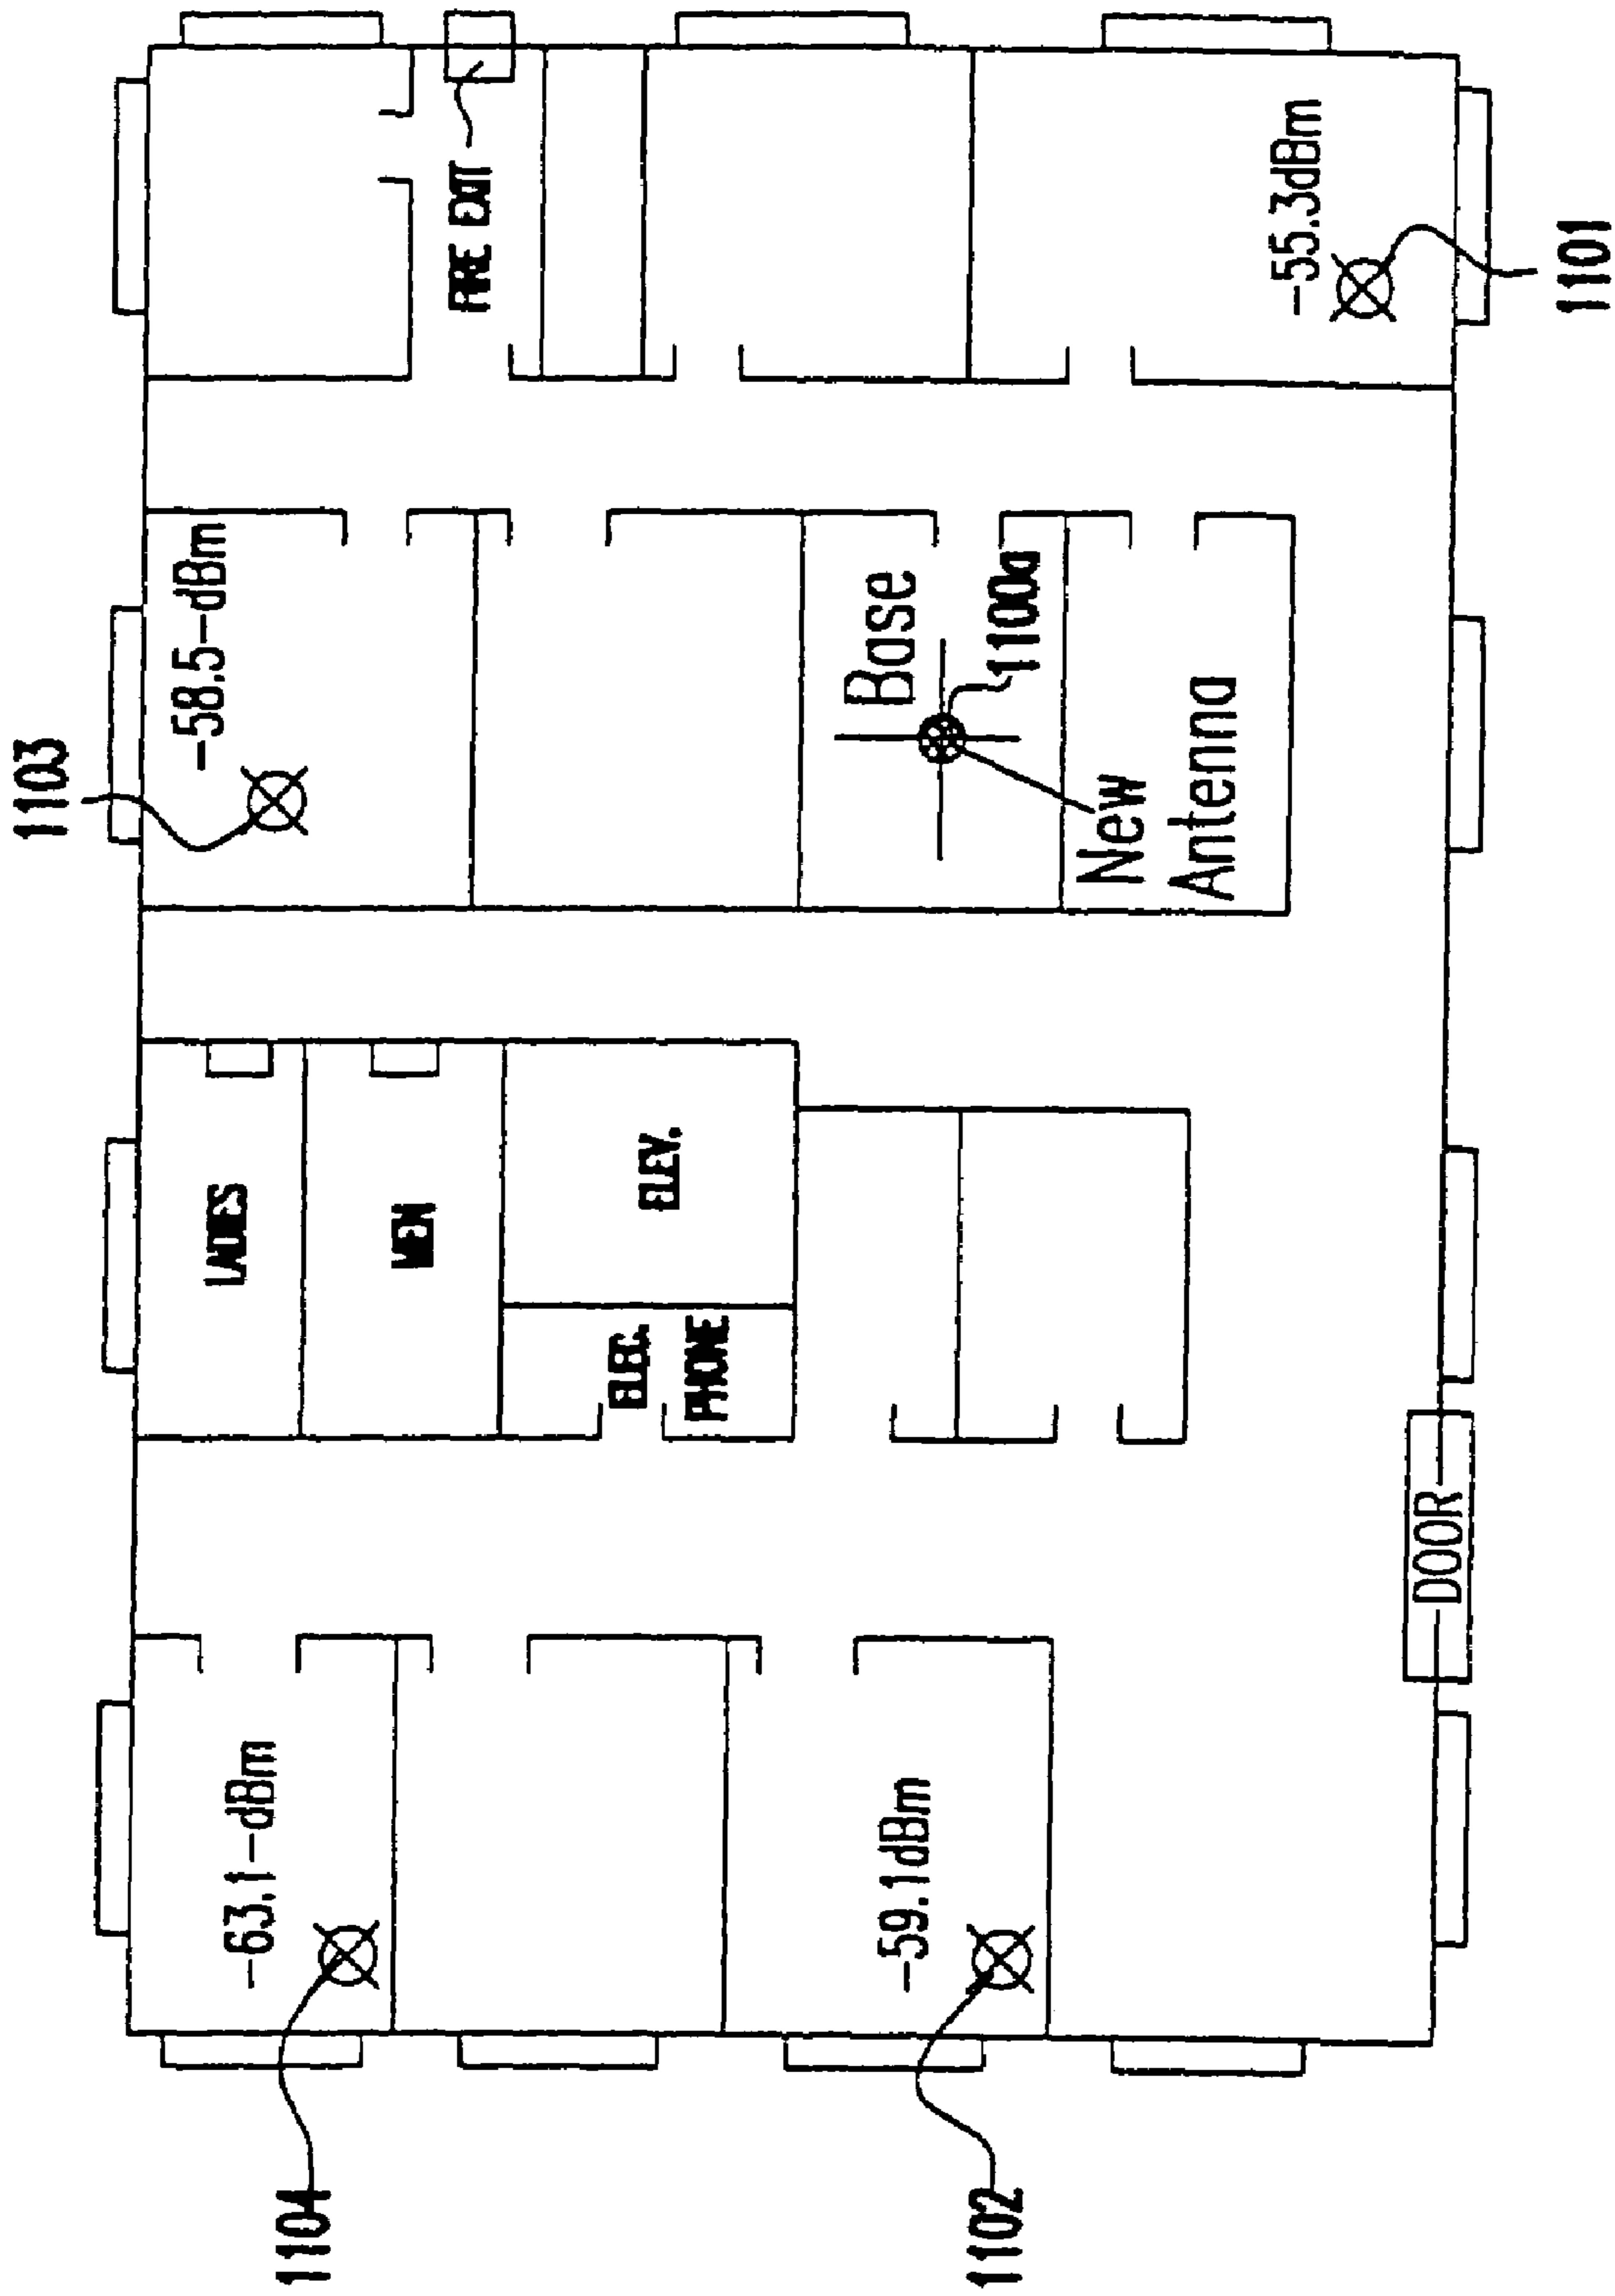 1103
-58.5-dBm
FIRE EXIT
-63.1-dBm
1104
LADIES
MEN
ELEV.
ELEC.
PHONE
Base
1100a
New
Antenna
-55.3dBm
1101
-59.1dBm
1102
DOOR